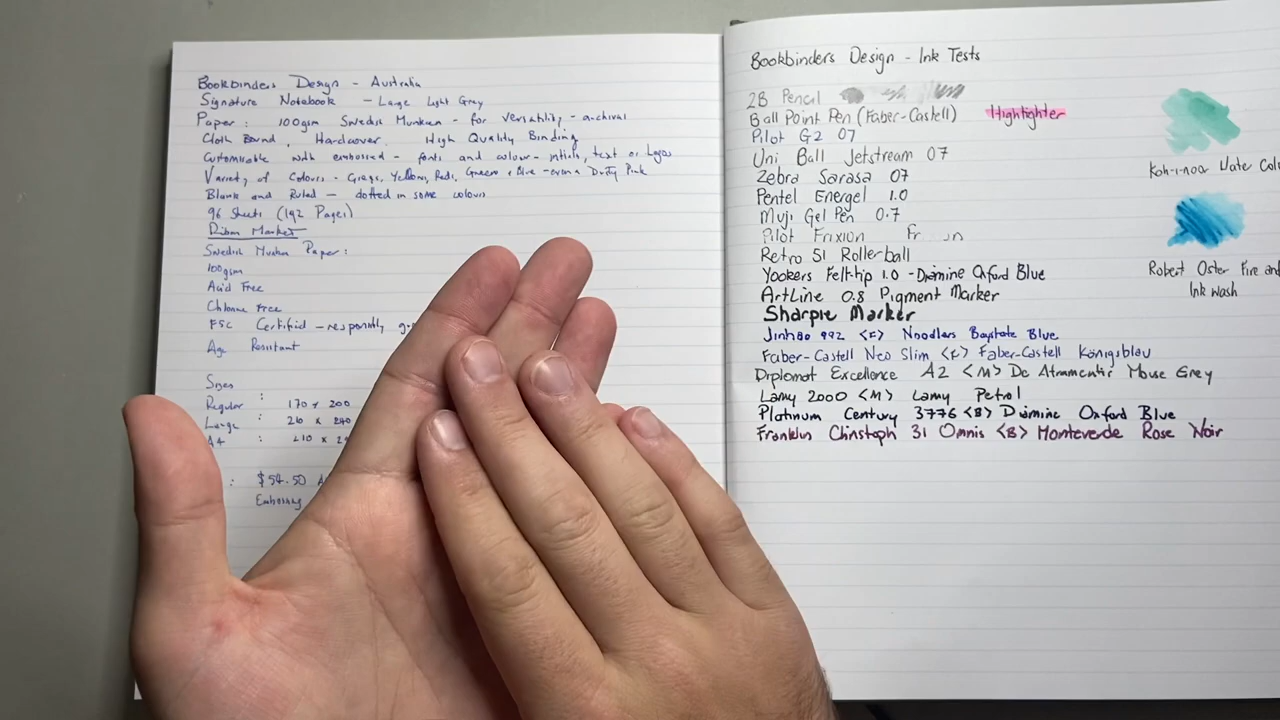 Bookbinders Design - Australia
Signature Notebook - Large Light Grey
Paper: 100gsm Swedish Munken - for versatility - archival
Cloth Bound, Hardcover. High Quality Binding
Customisable with embossed - fonts and colour - initials, text or Logos
Variety of Colours - Greys, Yellows, Reds, Greens & Blue - even a Dusty Pink
Blank and Ruled - dotted in some colours
96 Sheets (192 Pages)
Ribbon Marker
Swedish Munken Paper:
100gsm
Acid Free
Chlorine Free
FSC Certified - responsibly
Age Resistant
Sizes
Regular : 170 x 200
Large :
A4 : 210 x
: $54.50
Embossing
Bookbinders Design - Ink Tests
2B Pencil
Ball Point Pen (Faber-Castell) Highlighter
Pilot G2 07
Uni Ball Jetstream 07
Zebra Sarasa 07
Pentel Energel 1.0
Muji Gel Pen 0.7
Pilot Frixion
Retro 51 Rollerball
Yookers Felt-tip 1.0 - Diamine Oxford Blue
ArtLine 0.8 Pigment Marker
Sharpie Marker
Jinhao 992 <F> Noodlers Baystate Blue
Faber-Castell Neo Slim <F> Faber-Castell Königsblau
Diplomat Excellence A2 <M> De Atramentis Mouse Grey
Lamy 2000 <M> Lamy Petrol
Platinum Century 3776 <B> Diamine Oxford Blue
Franklin Christoph 31 Omnis <B> Monteverde Rose Noir
Koh-i-noor Water
Robert Oster Fire and
Ink Wash